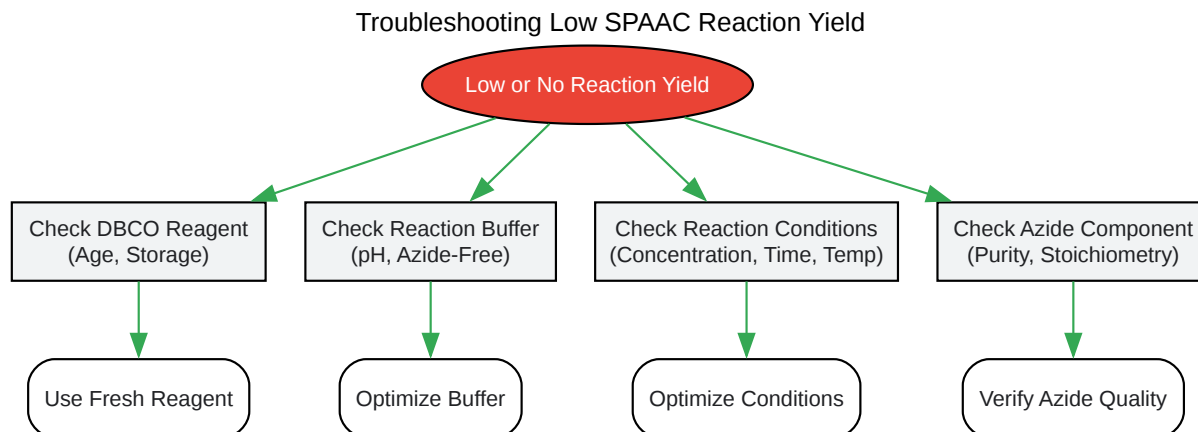 Troubleshooting Low SPAAC Reaction Yield
Low or No Reaction Yield
Check DBCO Reagent
(Age, Storage)
Check Reaction Buffer
(pH, Azide-Free)
Check Reaction Conditions
(Concentration, Time, Temp)
Check Azide Component
(Purity, Stoichiometry)
Use Fresh Reagent
Optimize Buffer
Optimize Conditions
Verify Azide Quality